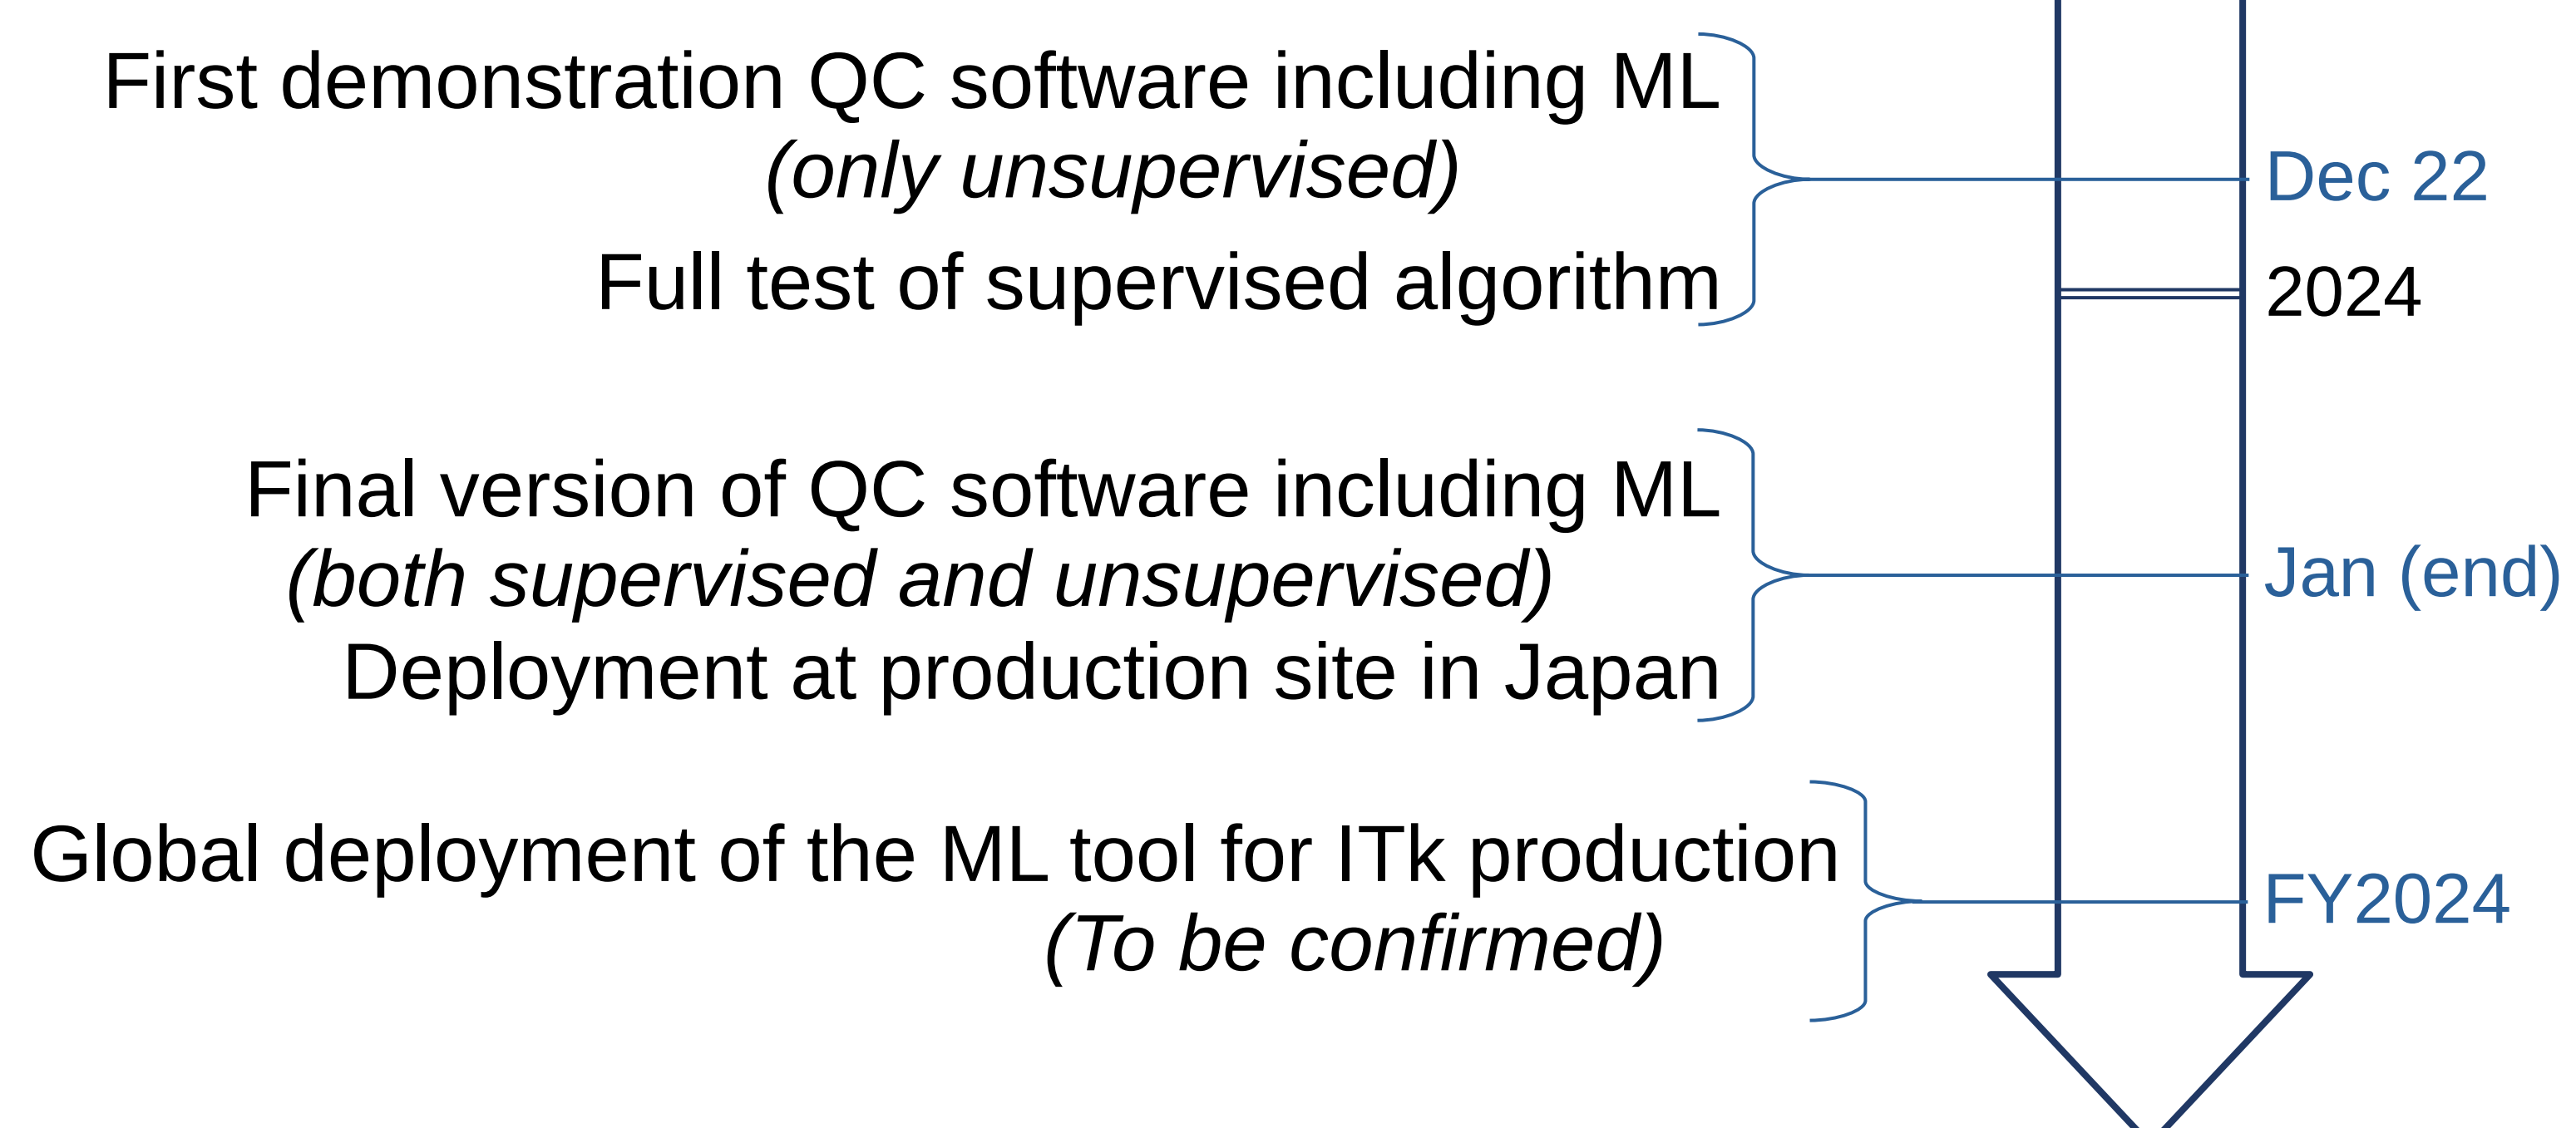 First demonstration QC software including ML
(only unsupervised)
Dec 22
Full test of supervised algorithm
2024
Final version of QC software including ML
(both supervised and unsupervised)
Jan (end)
Deployment at production site in Japan
Global deployment of the ML tool for ITk production
FY2024
(To be confirmed)